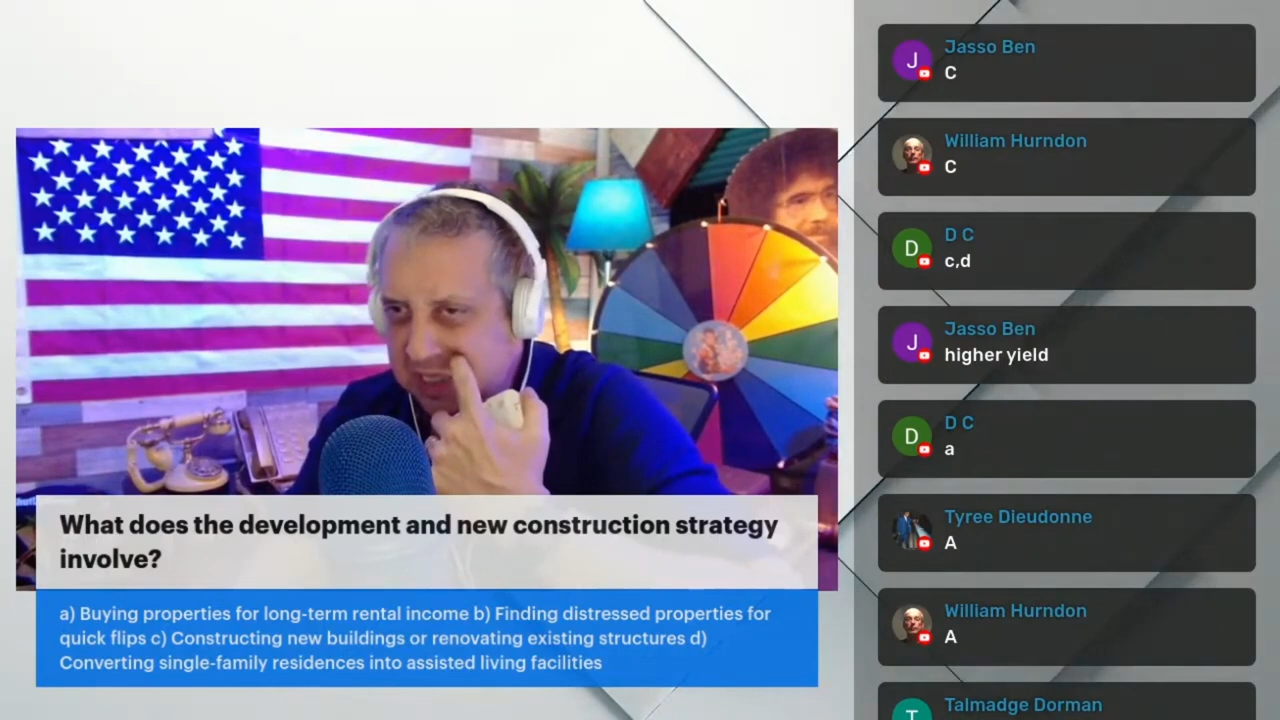 What does the development and new construction strategy
involve?
a) Buying properties for long-term rental income b) Finding distressed properties for
quick flips c) Constructing new buildings or renovating existing structures d)
Converting single-family residences into assisted living facilities
J
Jasso Ben
C
William Hurndon
C
D
D C
c,d
J
Jasso Ben
higher yield
D
D C
a
Tyree Dieudonne
A
William Hurndon
A
T
Talmadge Dorman